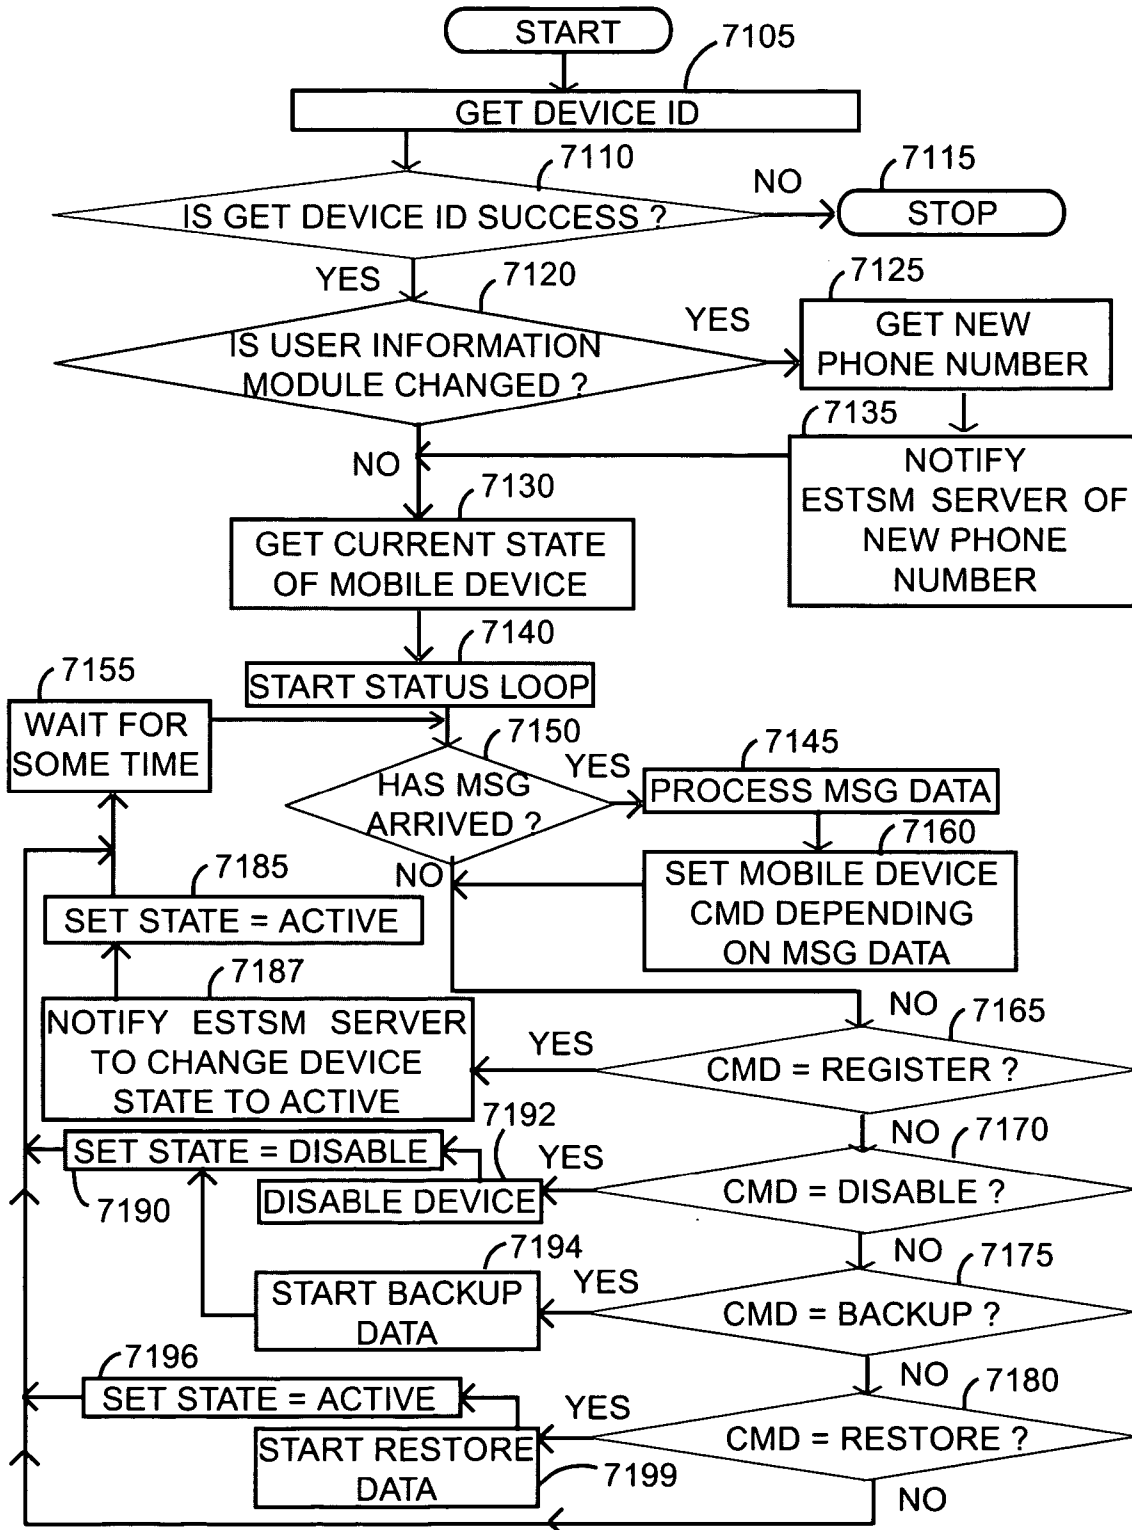 START
7105
GET DEVICE ID
7110
IS GET DEVICE ID SUCCESS ?
NO
7115
STOP
YES
7120
IS USER INFORMATION
MODULE CHANGED ?
YES
7125
GET NEW
PHONE NUMBER
7135
NOTIFY
ESTSM SERVER OF
NEW PHONE
NUMBER
NO
7130
GET CURRENT STATE
OF MOBILE DEVICE
7140
START STATUS LOOP
7155
WAIT FOR
SOME TIME
7150
HAS MSG
ARRIVED ?
YES
7145
PROCESS MSG DATA
7160
SET MOBILE DEVICE
CMD DEPENDING
ON MSG DATA
NO
7185
SET STATE = ACTIVE
7187
NOTIFY ESTSM SERVER
TO CHANGE DEVICE
STATE TO ACTIVE
NO
7165
CMD = REGISTER ?
YES
NO
7170
CMD = DISABLE ?
YES
7192
DISABLE DEVICE
SET STATE = DISABLE
7190
NO
7175
CMD = BACKUP ?
YES
7194
START BACKUP
DATA
NO
7180
CMD = RESTORE ?
YES
7196
SET STATE = ACTIVE
START RESTORE
DATA
7199
NO